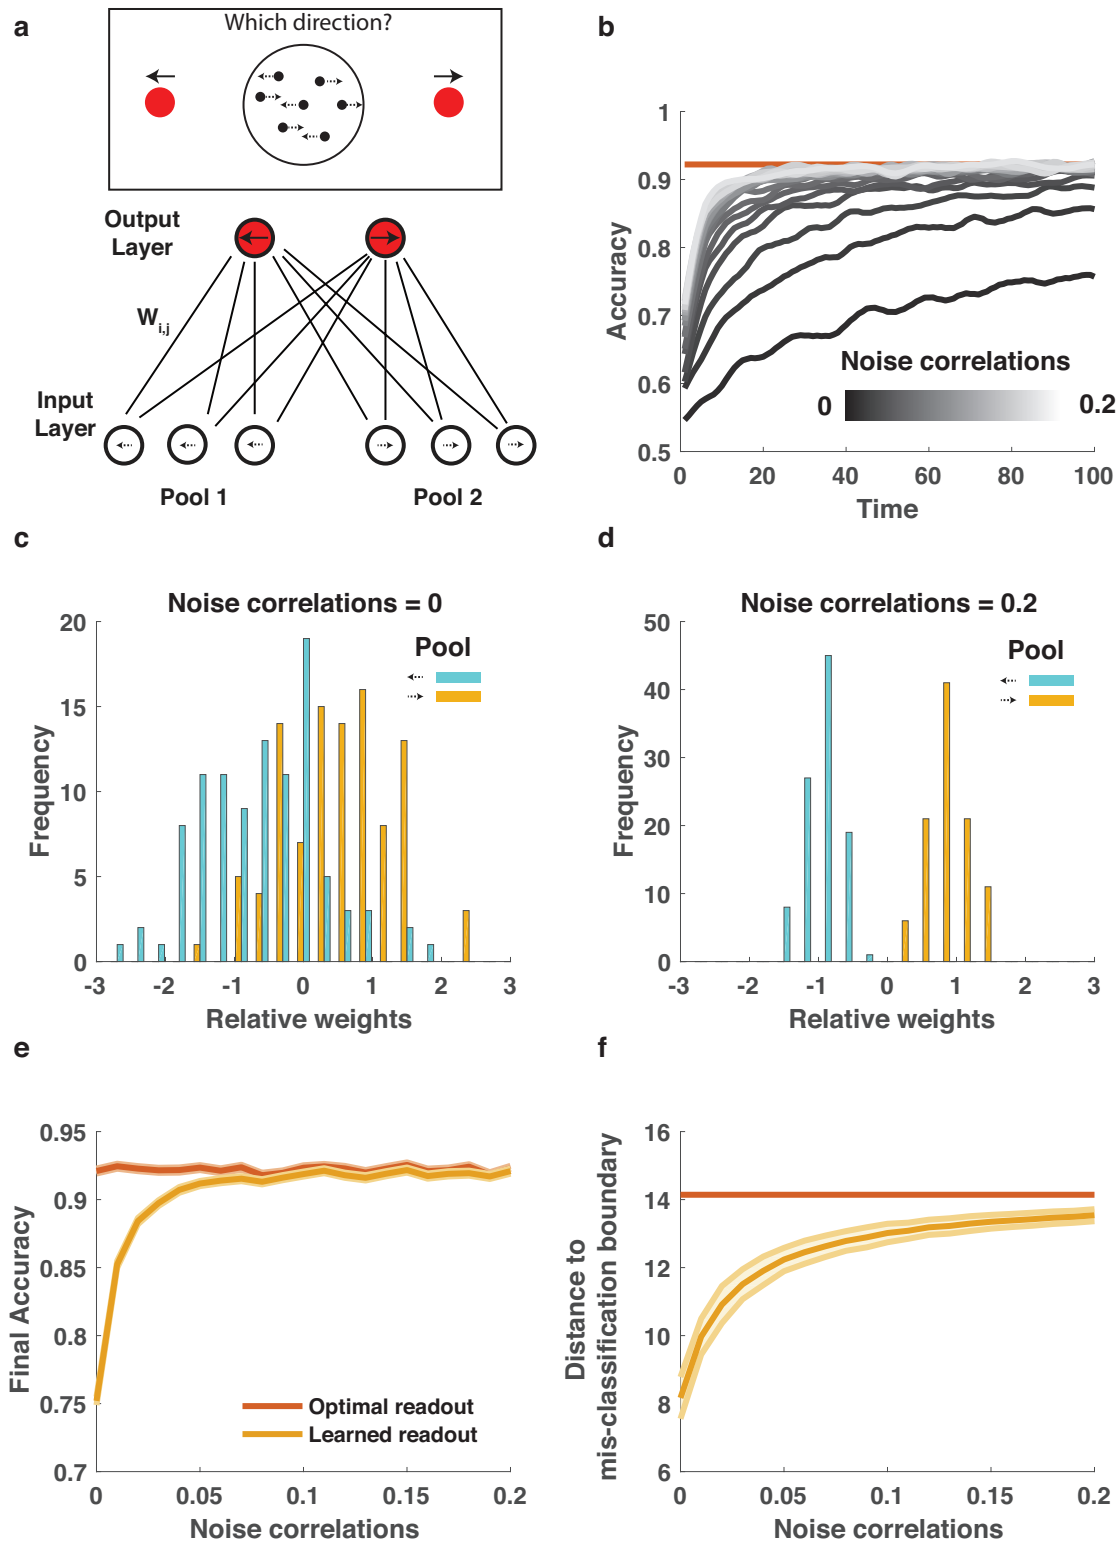 a
Which direction?
Output
Layer
W i,j
Input
Layer
Pool 1
Pool 2
b
1
0.9
0.8
0.7
0.6
0.5
Accuracy
Noise correlations
0
0.2
0
20
40
60
80
100
Time
c
Noise correlations = 0
20
15
10
5
0
Frequency
Pool
-3
-2
-1
0
1
2
3
Relative weights
d
Noise correlations = 0.2
50
40
30
20
10
0
Frequency
Pool
-3
-2
-1
0
1
2
3
Relative weights
e
0.95
0.9
0.85
0.8
0.75
0.7
Final Accuracy
Optimal readout
Learned readout
0
0.05
0.1
0.15
0.2
Noise correlations
f
16
14
12
10
8
6
Distance to
mis-classification boundary
0
0.05
0.1
0.15
0.2
Noise correlations